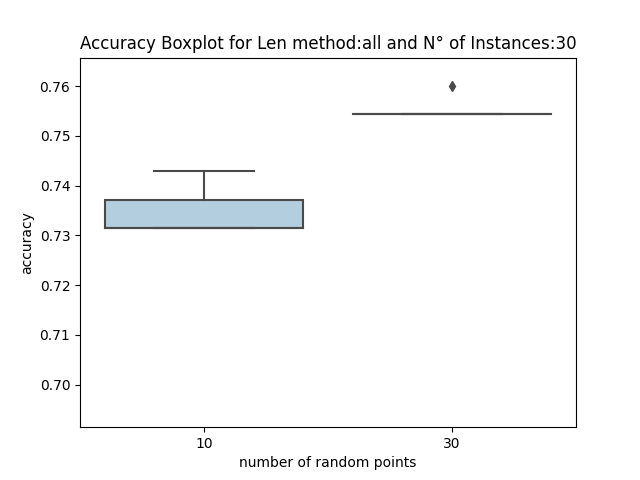 Accuracy Boxplot for Len method:all and N° of Instances:30
0.76
0.75
0.74
0.73
0.72
0.71
0.70
accuracy
10 30
number of random points